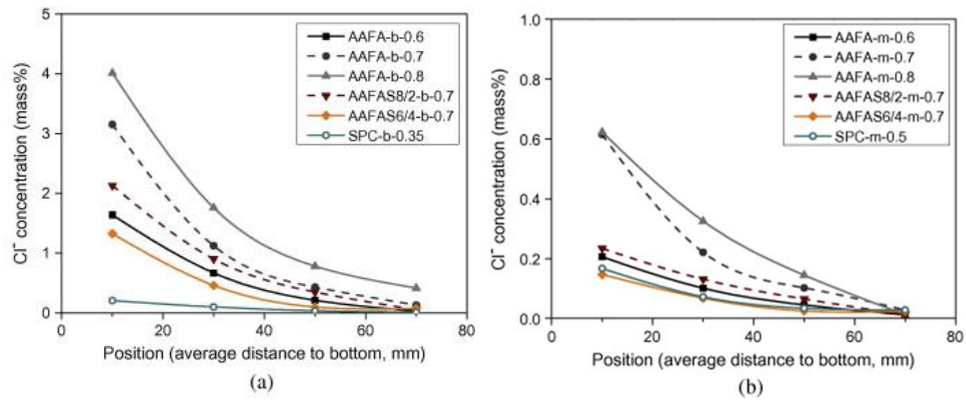 5
4
3
2
1
0
Cl⁻ concentration (mass%)
AAFA-b-0.6
AAFA-b-0.7
AAFA-b-0.8
AAFAS8/2-b-0.7
AAFAS6/4-b-0.7
SPC-b-0.35
0 20 40 60 80
Position (average distance to bottom, mm)
(a)
1.0
0.8
0.6
0.4
0.2
0.0
Cl⁻ concentration (mass%)
AAFA-m-0.6
AAFA-m-0.7
AAFA-m-0.8
AAFAS8/2-m-0.7
AAFAS6/4-m-0.7
SPC-m-0.5
0 20 40 60 80
Position (average distance to bottom, mm)
(b)